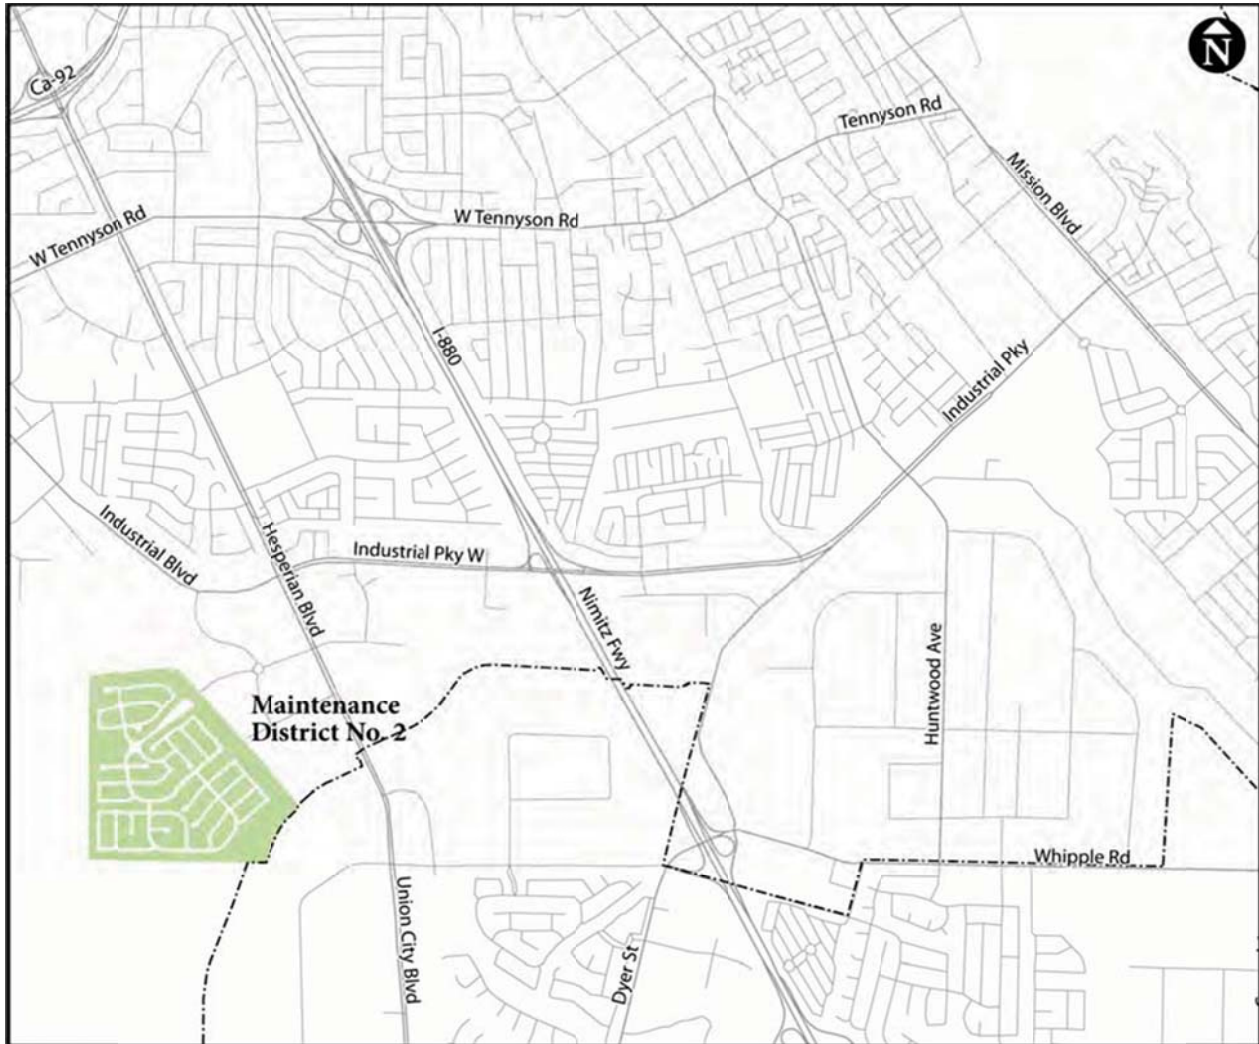 N
Ca-92
Tennyson Rd
Mission Blvd
W Tennyson Rd
W Tennyson Rd
I-880
Industrial Pky
Industrial Blvd
Hesperian Blvd
Industrial Pky W
Nimitz Fwy
Huntwood Ave
Maintenance
District No. 2
Whipple Rd
Union City Blvd
Dyer St